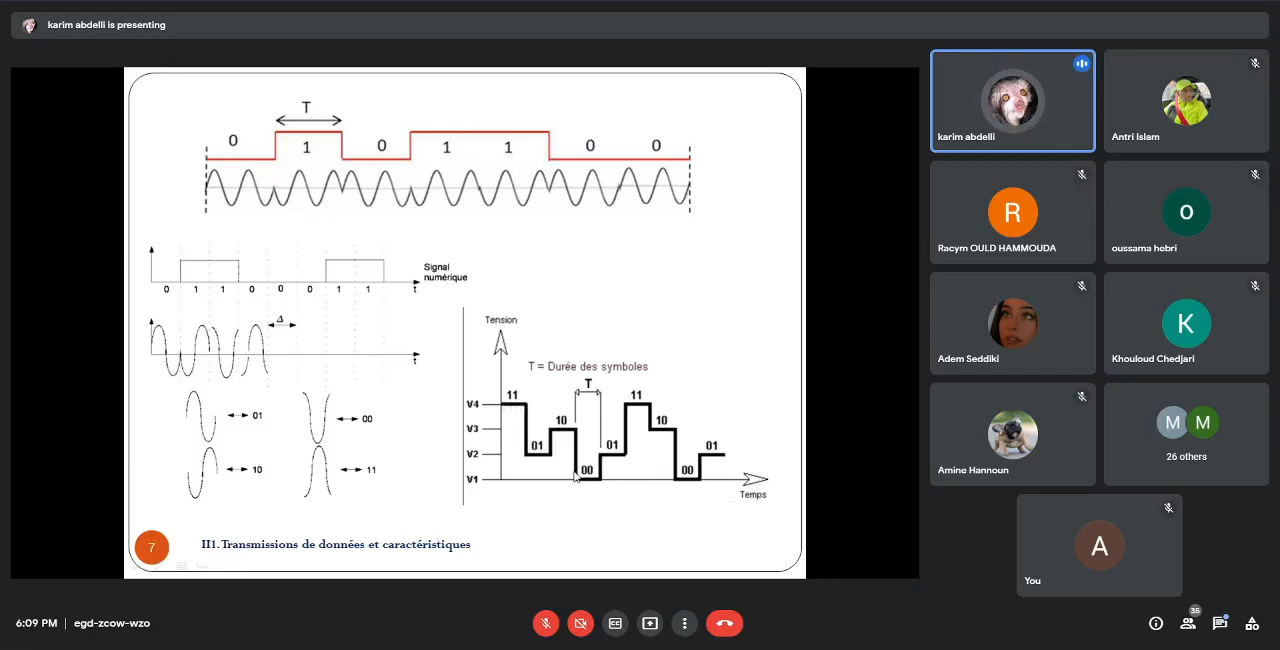 karim abdelli is presenting
T
0
1
0
1
1
0
0
Signal
numérique
0 1 1 0 0 0 1 1 t
Δ
t
01
00
10
11
Tension
T = Durée des symboles
T
11
11
V4
10
10
V3
01
01
01
V2
00
00
V1
Temps
7
II1.Transmissions de données et caractéristiques
karim abdelli
Antri Islam
R
Racym OULD HAMMOUDA
o
oussama hebri
Adem Seddiki
K
Khouloud Chedjari
Amine Hannoun
M M
26 others
A
You
6:09 PM | egd-zcow-wzo
35